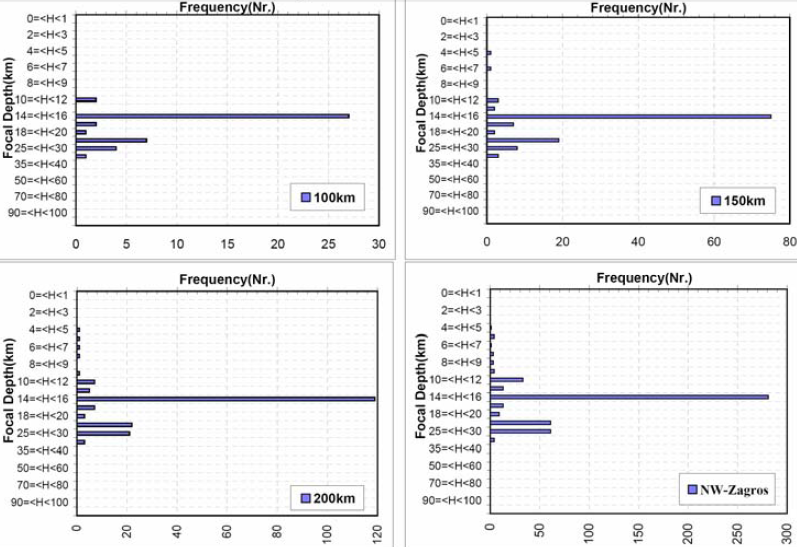 Frequency(Nr.)
Focal Depth(km)
0=<H<1
2=<H<3
4=<H<5
6=<H<7
8=<H<9
10=<H<12
14=<H<16
18=<H<20
25=<H<30
35=<H<40
50=<H<60
70=<H<80
90=<H<100
0 5 10 15 20 25 30
100km
Frequency(Nr.)
Focal Depth(km)
0=<H<1
2=<H<3
4=<H<5
6=<H<7
8=<H<9
10=<H<12
14=<H<16
18=<H<20
25=<H<30
35=<H<40
50=<H<60
70=<H<80
90=<H<100
0 20 40 60 80
150km
Frequency(Nr.)
Focal Depth(km)
0=<H<1
2=<H<3
4=<H<5
6=<H<7
8=<H<9
10=<H<12
14=<H<16
18=<H<20
25=<H<30
35=<H<40
50=<H<60
70=<H<80
90=<H<100
0 20 40 60 80 100 120
200km
Frequency(Nr.)
Focal Depth(km)
0=<H<1
2=<H<3
4=<H<5
6=<H<7
8=<H<9
10=<H<12
14=<H<16
18=<H<20
25=<H<30
35=<H<40
50=<H<60
70=<H<80
90=<H<100
0 50 100 150 200 250 300
NW-Zagros